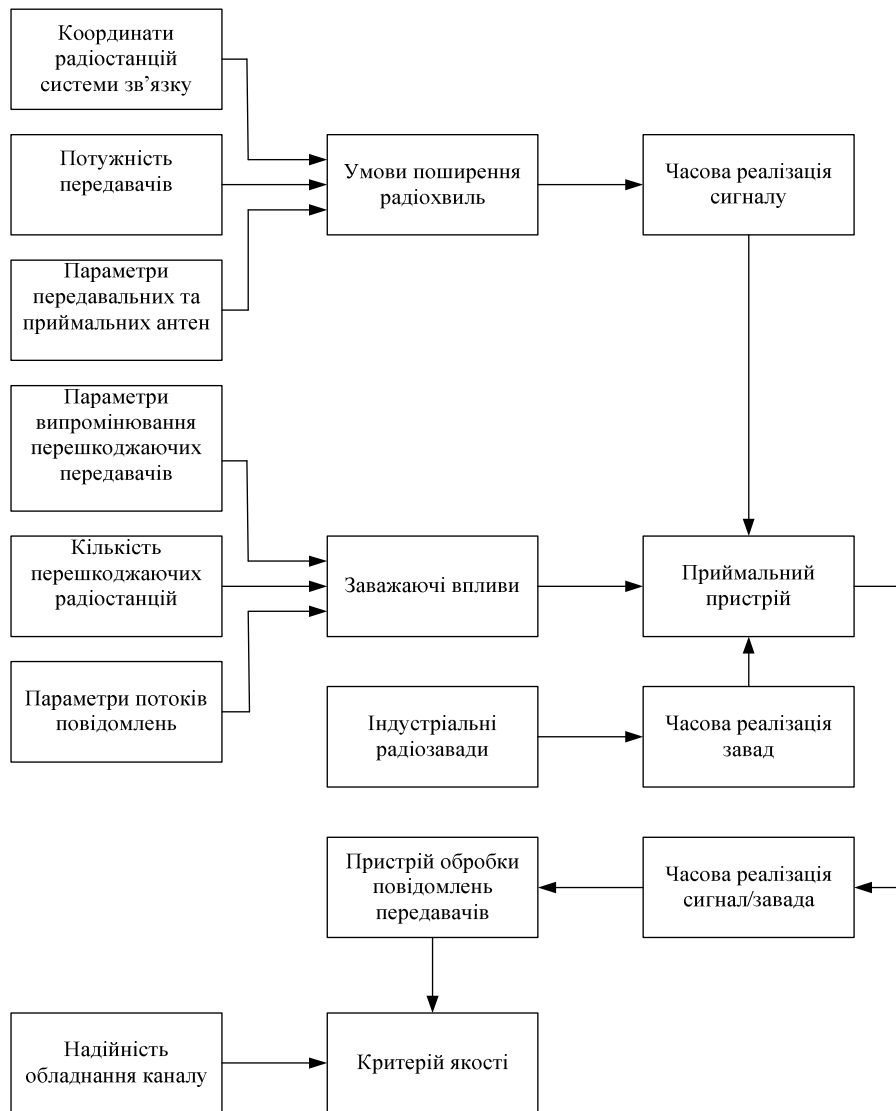 Координати
радіостанцій
системи зв’язку
Потужність
передавачів
Умови поширення
радіохвиль
Часова реалізація
сигналу
Параметри
передавальних та
приймальних антен
Параметри
випромінювання
перешкоджаючих
передавачів
Кількість
перешкоджаючих
радіостанцій
Заважаючі впливи
Приймальний
пристрій
Параметри потоків
повідомлень
Індустріальні
радіозавади
Часова реалізація
завад
Пристрій обробки
повідомлень
передавачів
Часова реалізація
сигнал/завада
Надійність
обладнання каналу
Критерій якості